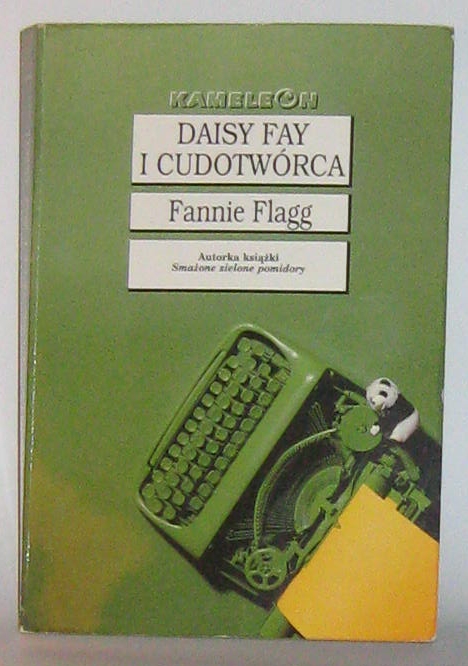 KAMELEON
DAISY FAY
I CUDOTWÓRCA
Fannie Flagg
Autorka książki
Smażone zielone pomidory